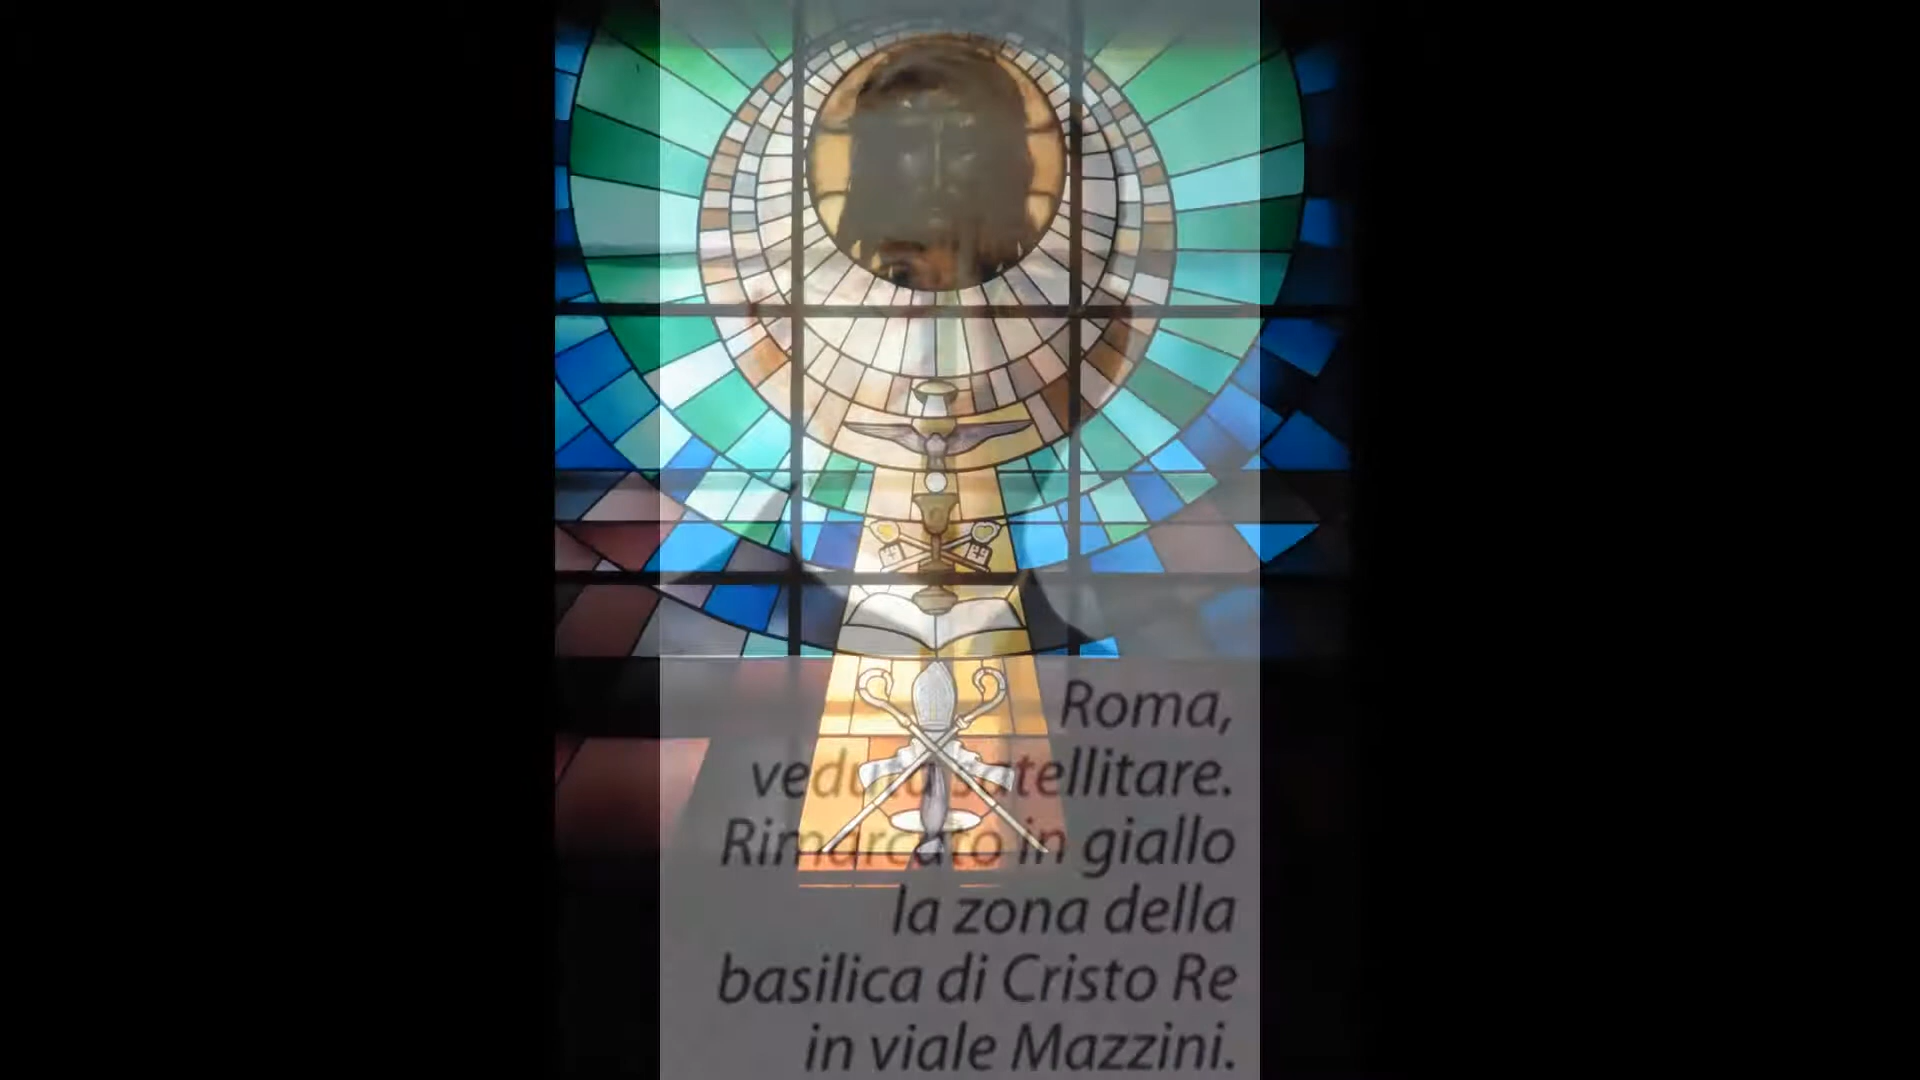 Roma,
veduta satellitare.
Rimarcato in giallo
la zona della
basilica di Cristo Re
in viale Mazzini.